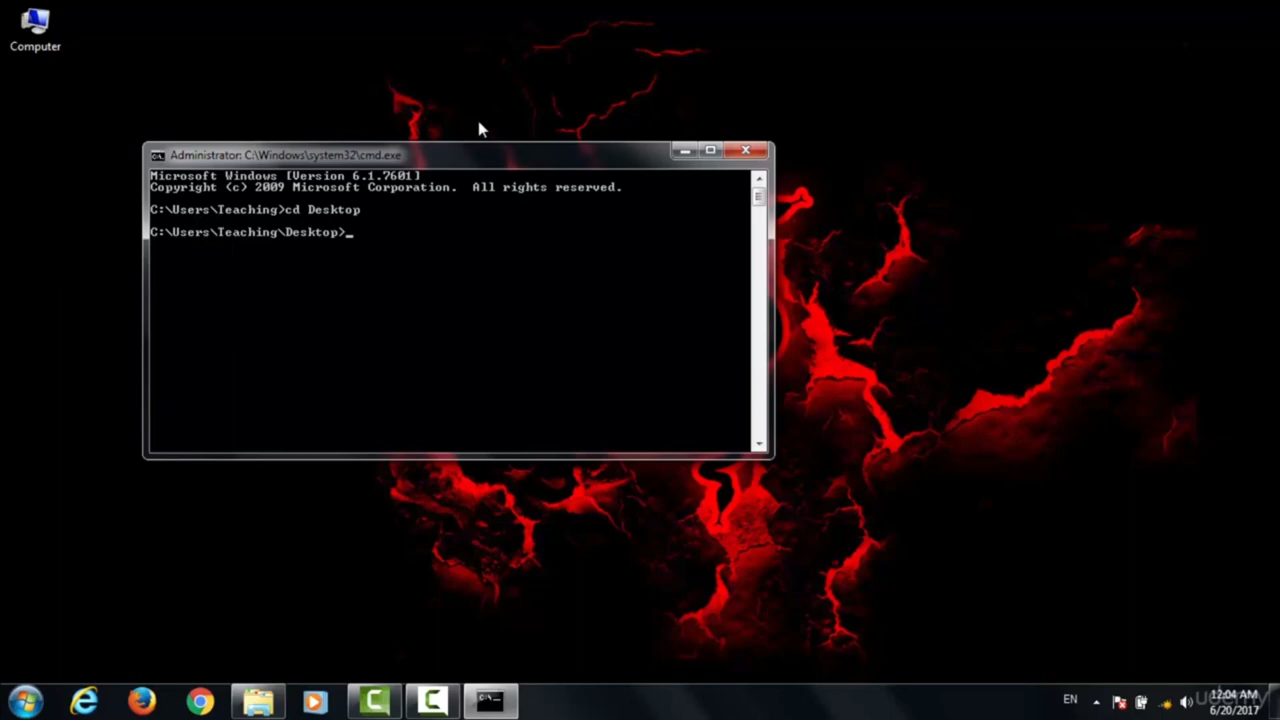 Computer
Administrator: C:\Windows\system32\cmd.exe
Microsoft Windows [Version 6.1.7601]
Copyright (c) 2009 Microsoft Corporation.  All rights reserved.
C:\Users\Teaching>cd Desktop
C:\Users\Teaching\Desktop>_
EN
12:04 AM
6/20/2017
udemy